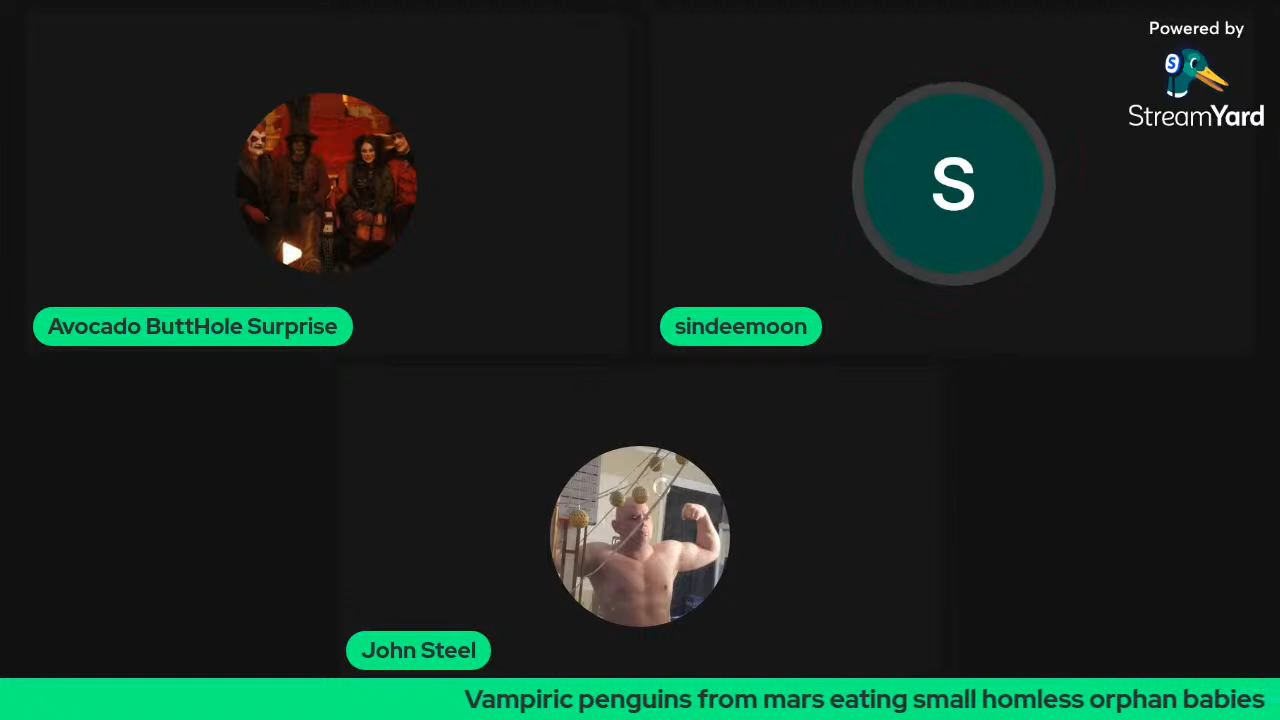 Powered by
S
StreamYard
S
Avocado ButtHole Surprise
sindeemoon
John Steel
Vampiric penguins from mars eating small homless orphan babies